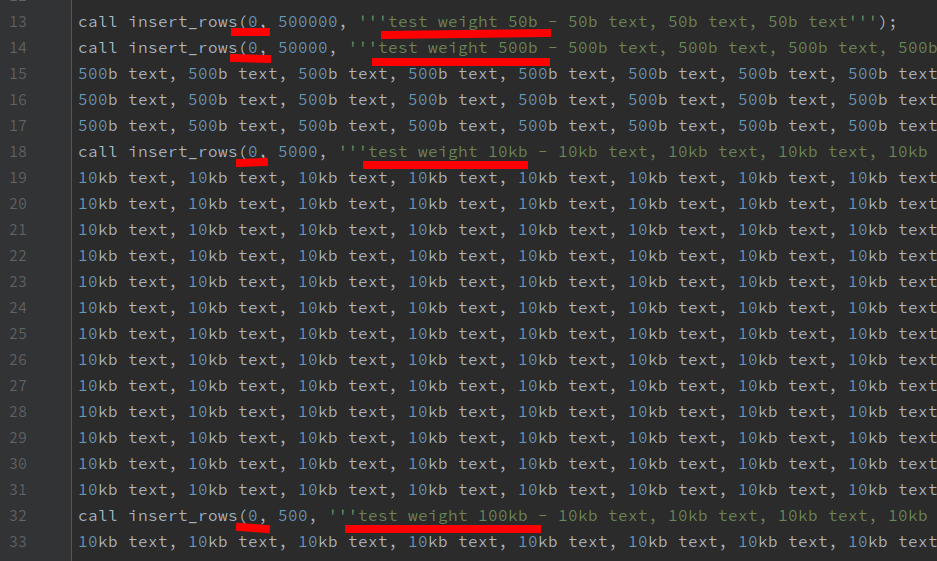 13 call insert_rows(0, 500000, '''test weight 50b - 50b text, 50b text, 50b text''');
14 call insert_rows(0, 50000, '''test weight 500b - 500b text, 500b text, 500b text, 500b
15 500b text, 500b text, 500b text, 500b text, 500b text, 500b text, 500b text, 500b text
16 500b text, 500b text, 500b text, 500b text, 500b text, 500b text, 500b text, 500b text
17 500b text, 500b text, 500b text, 500b text, 500b text, 500b text, 500b text, 500b text
18 call insert_rows(0, 5000, '''test weight 10kb - 10kb text, 10kb text, 10kb text, 10kb
19 10kb text, 10kb text, 10kb text, 10kb text, 10kb text, 10kb text, 10kb text, 10kb text
20 10kb text, 10kb text, 10kb text, 10kb text, 10kb text, 10kb text, 10kb text, 10kb text
21 10kb text, 10kb text, 10kb text, 10kb text, 10kb text, 10kb text, 10kb text, 10kb text
22 10kb text, 10kb text, 10kb text, 10kb text, 10kb text, 10kb text, 10kb text, 10kb text
23 10kb text, 10kb text, 10kb text, 10kb text, 10kb text, 10kb text, 10kb text, 10kb text
24 10kb text, 10kb text, 10kb text, 10kb text, 10kb text, 10kb text, 10kb text, 10kb text
25 10kb text, 10kb text, 10kb text, 10kb text, 10kb text, 10kb text, 10kb text, 10kb text
26 10kb text, 10kb text, 10kb text, 10kb text, 10kb text, 10kb text, 10kb text, 10kb text
27 10kb text, 10kb text, 10kb text, 10kb text, 10kb text, 10kb text, 10kb text, 10kb text
28 10kb text, 10kb text, 10kb text, 10kb text, 10kb text, 10kb text, 10kb text, 10kb text
29 10kb text, 10kb text, 10kb text, 10kb text, 10kb text, 10kb text, 10kb text, 10kb text
30 10kb text, 10kb text, 10kb text, 10kb text, 10kb text, 10kb text, 10kb text, 10kb text
31 10kb text, 10kb text, 10kb text, 10kb text, 10kb text, 10kb text, 10kb text, 10kb text
32 call insert_rows(0, 500, '''test weight 100kb - 10kb text, 10kb text, 10kb text, 10kb
33 10kb text, 10kb text, 10kb text, 10kb text, 10kb text, 10kb text, 10kb text, 10kb text